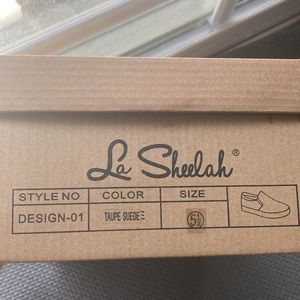 La Sheelah®
STYLE NO COLOR SIZE
DESIGN-01 TAUPE SUEDE 5½